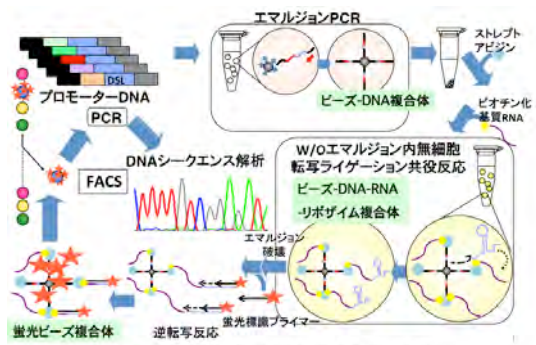 エマルジョンPCR
DSL
プロモーターDNA
PCR
FACS
DNAシークエンス解析
ビーズ-DNA複合体
ストレプト
アビジン
ビオチン化
基質RNA
W/Oエマルジョン内無細胞
転写ライゲーション共役反応
ビーズ-DNA-RNA
-リボザイム複合体
エマルジョン
破壊
蛍光標識プライマー
逆転写反応
蛍光ビーズ複合体